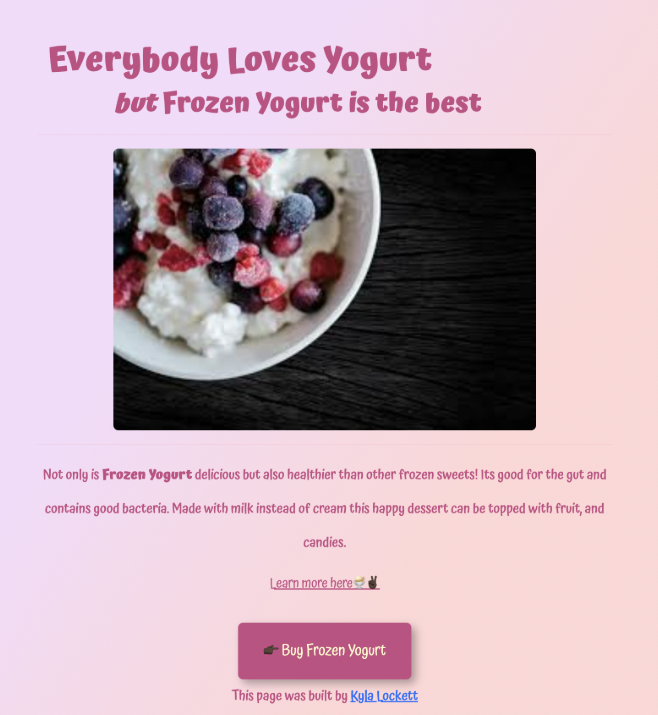 Everybody Loves Yogurt
but Frozen Yogurt is the best
Not only is Frozen Yogurt delicious but also healthier than other frozen sweets! Its good for the gut and
contains good bacteria. Made with milk instead of cream this happy dessert can be topped with fruit, and
candies.
Learn more here🍧✌🏿
👉🏿 Buy Frozen Yogurt
This page was built by Kyla Lockett